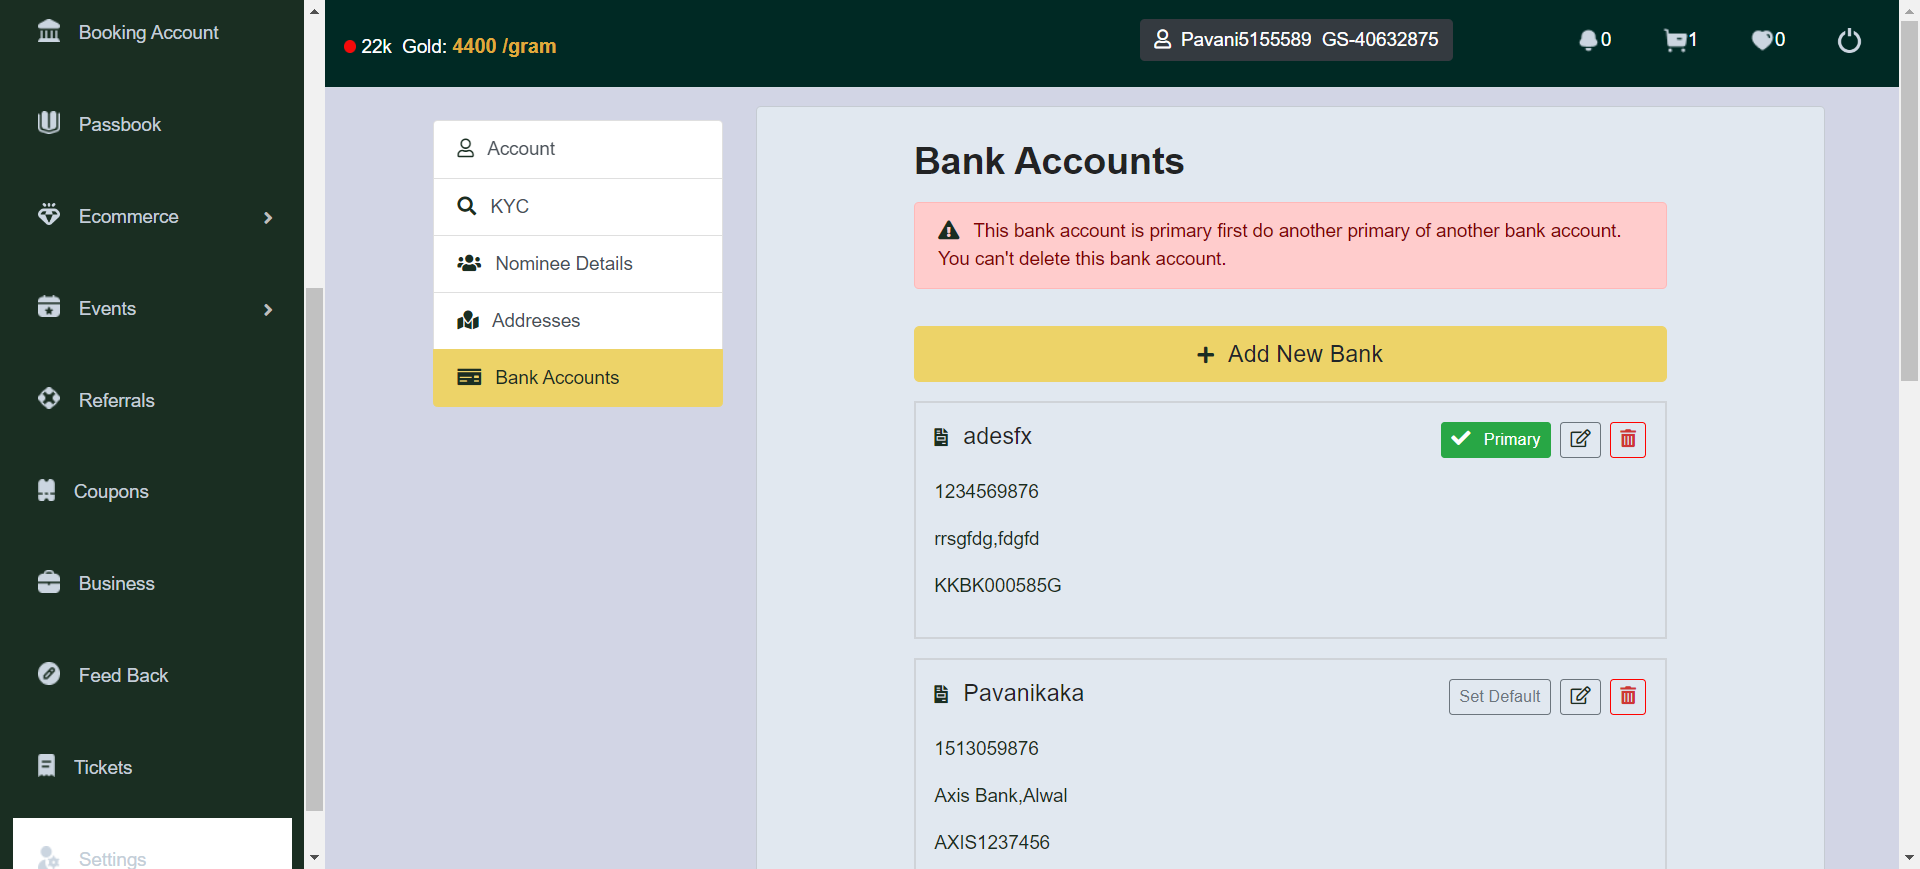 Booking Account
Passbook
Ecommerce
Events
Referrals
Coupons
Business
Feed Back
Tickets
Settings
22k Gold: 4400 /gram
Pavani5155589 GS-40632875
0
1
0
Account
KYC
Nominee Details
Addresses
Bank Accounts
Bank Accounts
This bank account is primary first do another primary of another bank account.
You can't delete this bank account.
+ Add New Bank
adesfx
Primary
1234569876
rrsgfdg,fdgfd
KKBK000585G
Pavanikaka
Set Default
1513059876
Axis Bank,Alwal
AXIS1237456